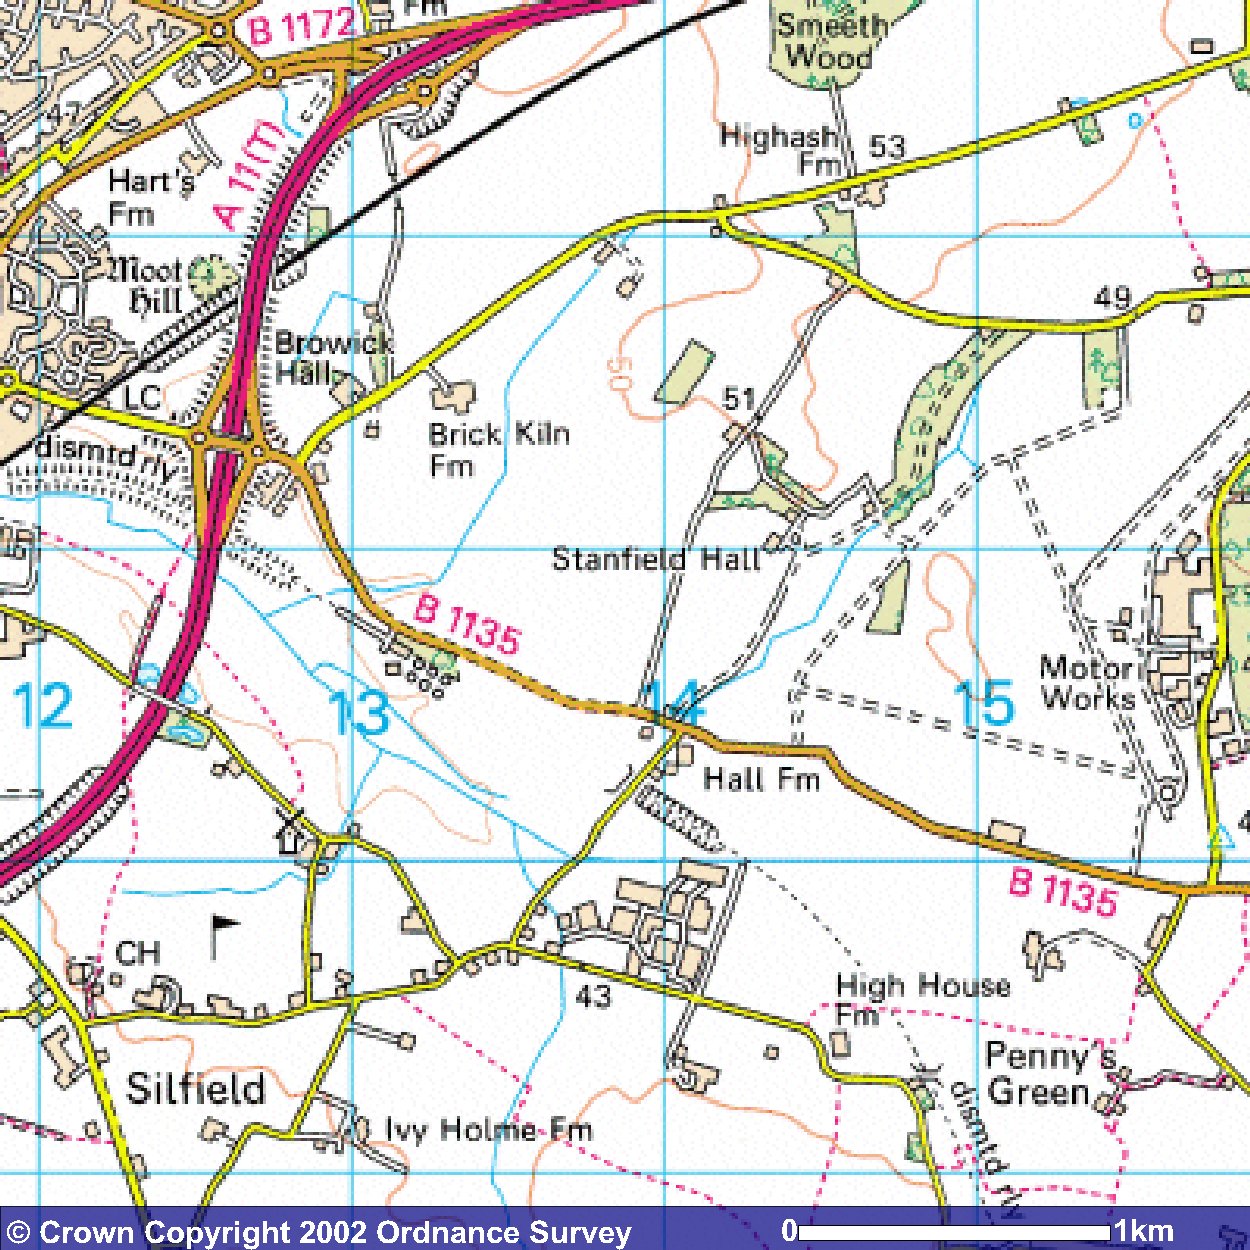 Fm
B 1172
Smeeth
Wood
47
A 11(T)
Highash
Fm
53
Hart's
Fm
Moot
Hill
49
Browick
Hall
LC
50
51
dismtd rly
Brick Kiln
Fm
Stanfield Hall
B 1135
12
13
14
15
Motor
Works
Hall Fm
B 1135
4
CH
43
High House
Fm
Penny's
Green
Silfield
Ivy Holme Fm
dismtd rly
© Crown Copyright 2002 Ordnance Survey
0
1km